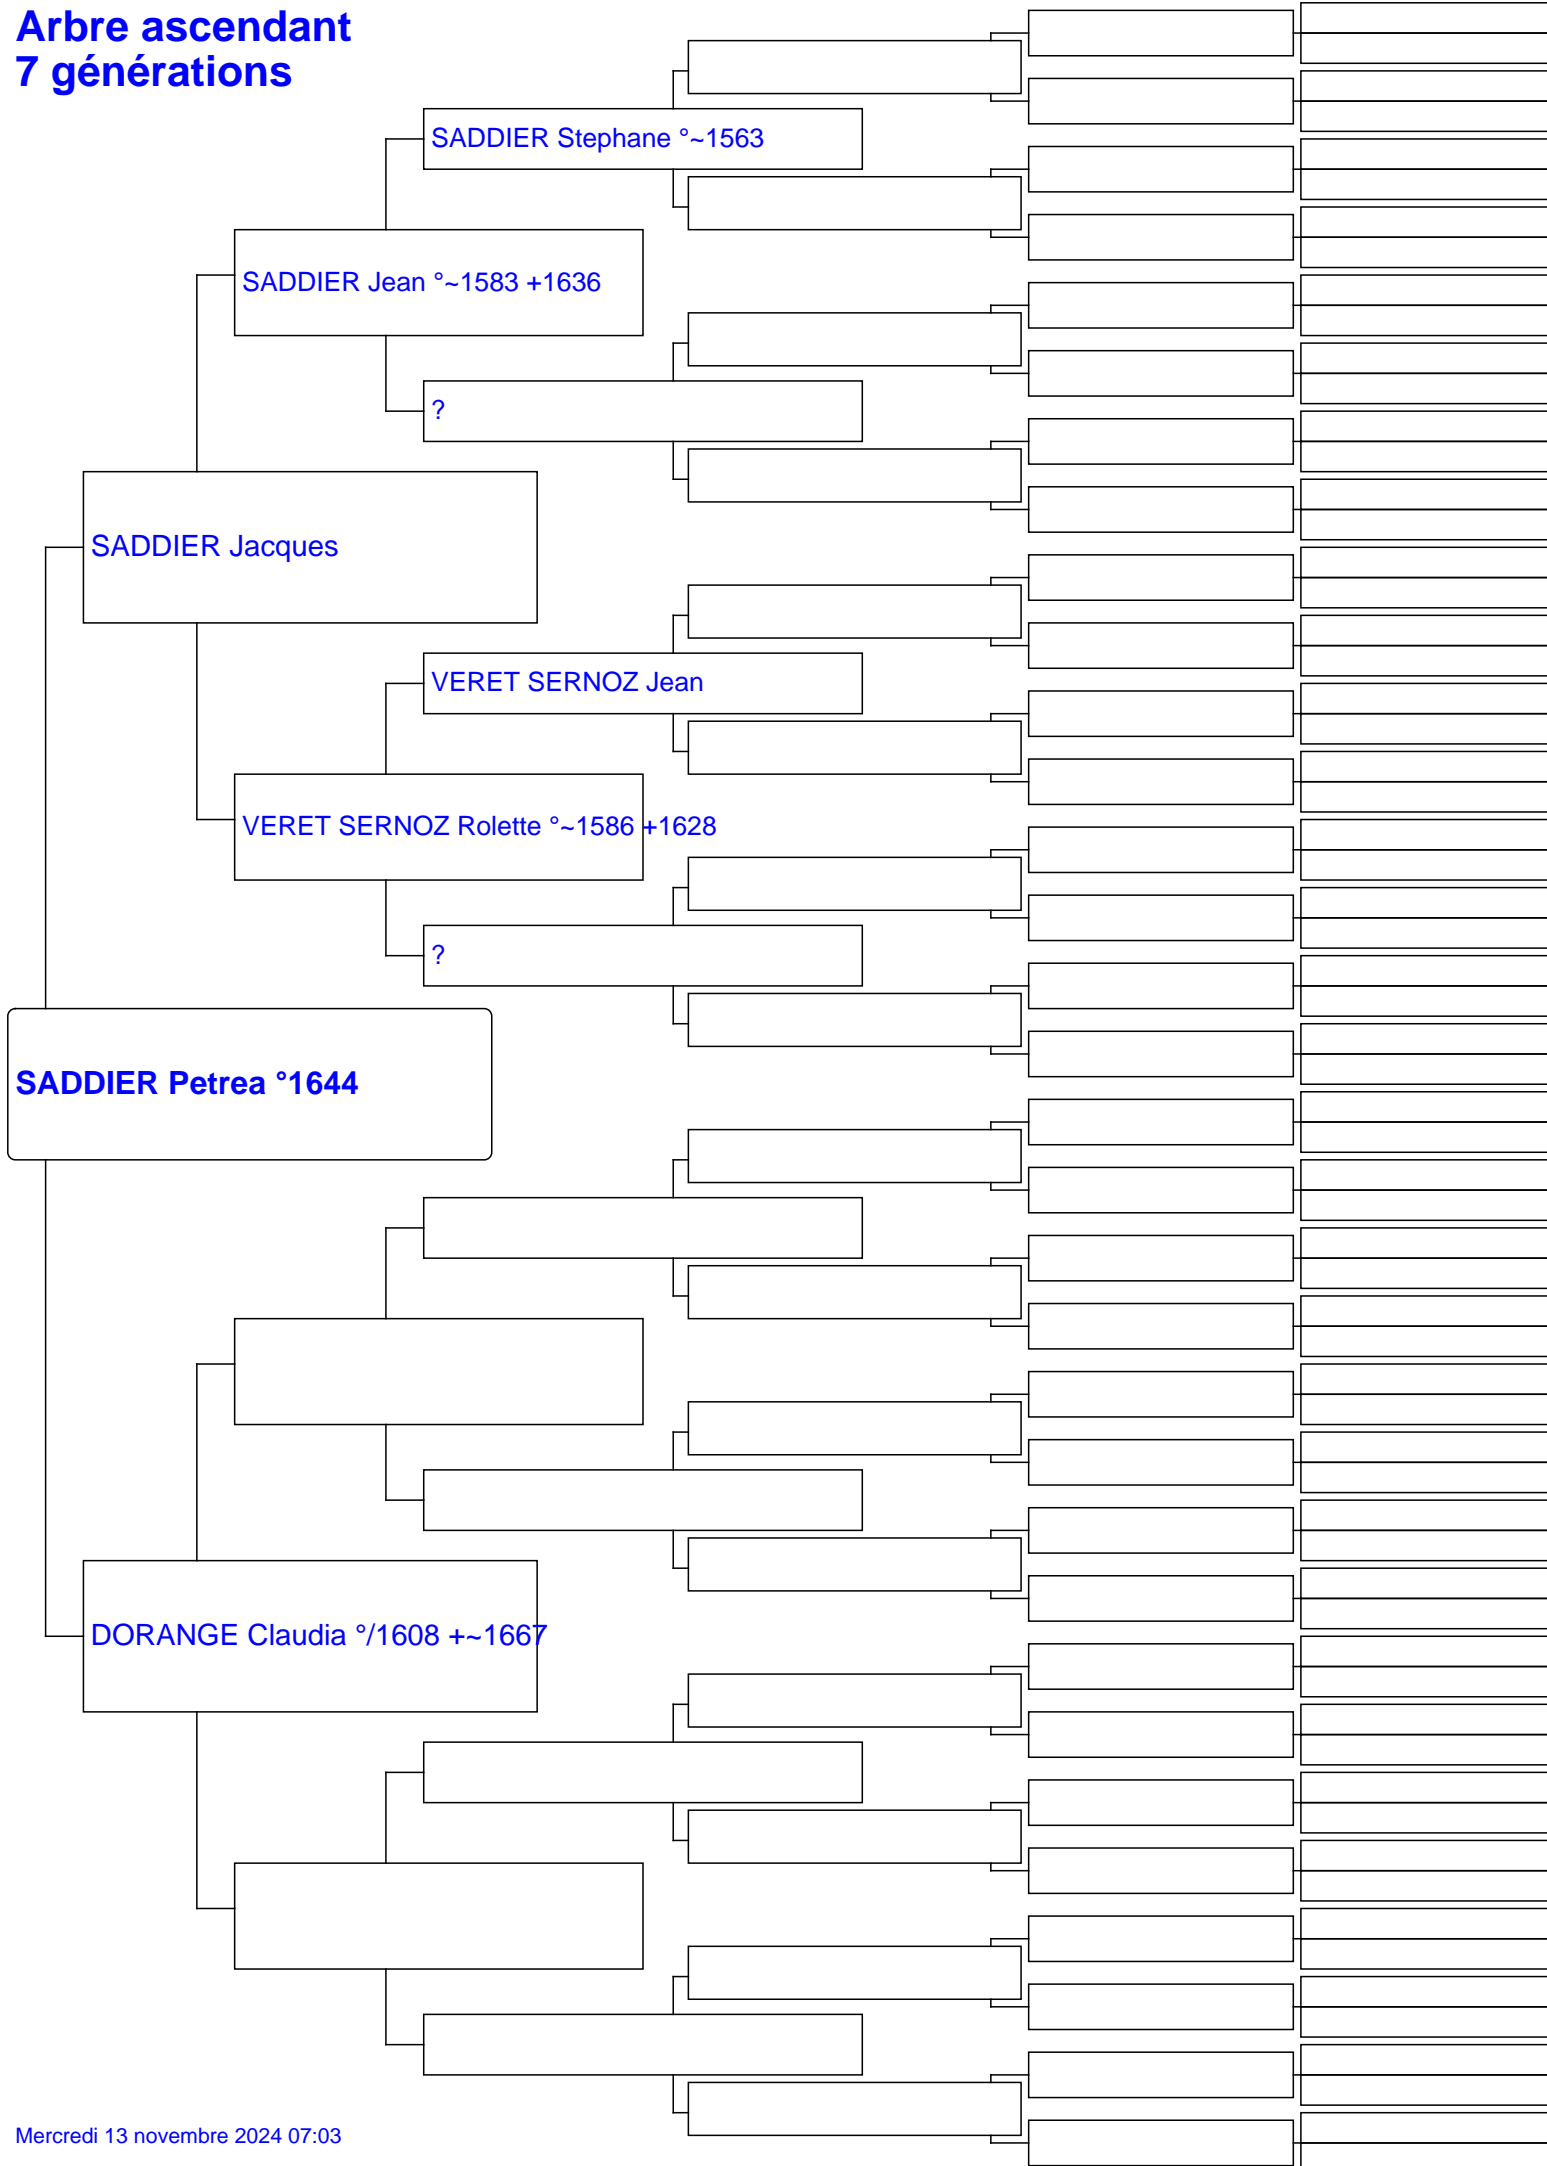 Arbre ascendant
7 générations
SADDIER Stephane °~1563
SADDIER Jean °~1583 +1636
?
SADDIER Jacques
VERET SERNOZ Jean
VERET SERNOZ Rolette °~1586 +1628
?
SADDIER Petrea °1644
DORANGE Claudia °/1608 +~1667
Mercredi 13 novembre 2024 07:03